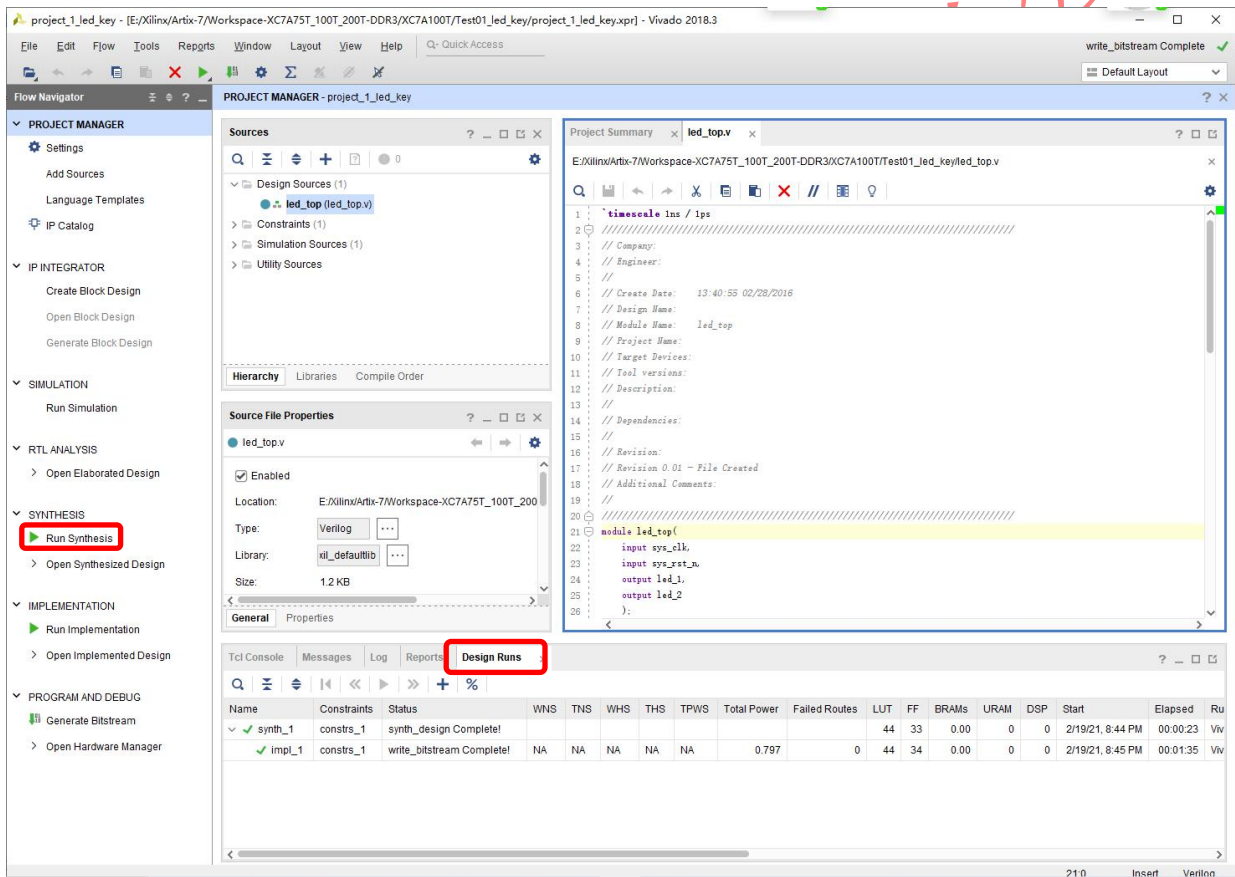 project_1_led_key - [E:/Xilinx/Artix-7/Workspace-XC7A75T_100T_200T-DDR3/XC7A100T/Test01_led_key/project_1_led_key.xpr] - Vivado 2018.3
File Edit Flow Tools Reports Window Layout View Help Q- Quick Access
write_bitstream Complete
Default Layout
Flow Navigator
PROJECT MANAGER - project_1_led_key
PROJECT MANAGER
Settings
Add Sources
Language Templates
IP Catalog
IP INTEGRATOR
Create Block Design
Open Block Design
Generate Block Design
SIMULATION
Run Simulation
RTL ANALYSIS
Open Elaborated Design
SYNTHESIS
Run Synthesis
Open Synthesized Design
IMPLEMENTATION
Run Implementation
Open Implemented Design
PROGRAM AND DEBUG
Generate Bitstream
Open Hardware Manager
Sources
0
Design Sources (1)
led_top (led_top.v)
Constraints (1)
Simulation Sources (1)
Utility Sources
Hierarchy Libraries Compile Order
Source File Properties
led_top.v
Enabled
Location: E:/Xilinx/Artix-7/Workspace-XC7A75T_100T_200
Type: Verilog ...
Library: xil_defaultlib ...
Size: 1.2 KB
General Properties
Project Summary led_top.v
E:/Xilinx/Artix-7/Workspace-XC7A75T_100T_200T-DDR3/XC7A100T/Test01_led_key/led_top.v
1 `timescale 1ns / 1ps
2 //////////////////////////////////////////////////////////////////////////////////
3 // Company:
4 // Engineer:
5 //
6 // Create Date: 13:40:55 02/28/2016
7 // Design Name:
8 // Module Name: led_top
9 // Project Name:
10 // Target Devices:
11 // Tool versions:
12 // Description:
13 //
14 // Dependencies:
15 //
16 // Revision:
17 // Revision 0.01 - File Created
18 // Additional Comments:
19 //
20 //////////////////////////////////////////////////////////////////////////////////
21 module led_top(
22 input sys_clk,
23 input sys_rst_n,
24 output led_1,
25 output led_2
26 );
Tcl Console Messages Log Reports Design Runs
Name Constraints Status WNS TNS WHS THS TPWS Total Power Failed Routes LUT FF BRAMs URAM DSP Start Elapsed Ru
synth_1 constrs_1 synth_design Complete! 44 33 0.00 0 0 2/19/21, 8:44 PM 00:00:23 Viv
impl_1 constrs_1 write_bitstream Complete! NA NA NA NA NA 0.797 0 44 34 0.00 0 0 2/19/21, 8:45 PM 00:01:35 Viv
21:0 Insert Verilog